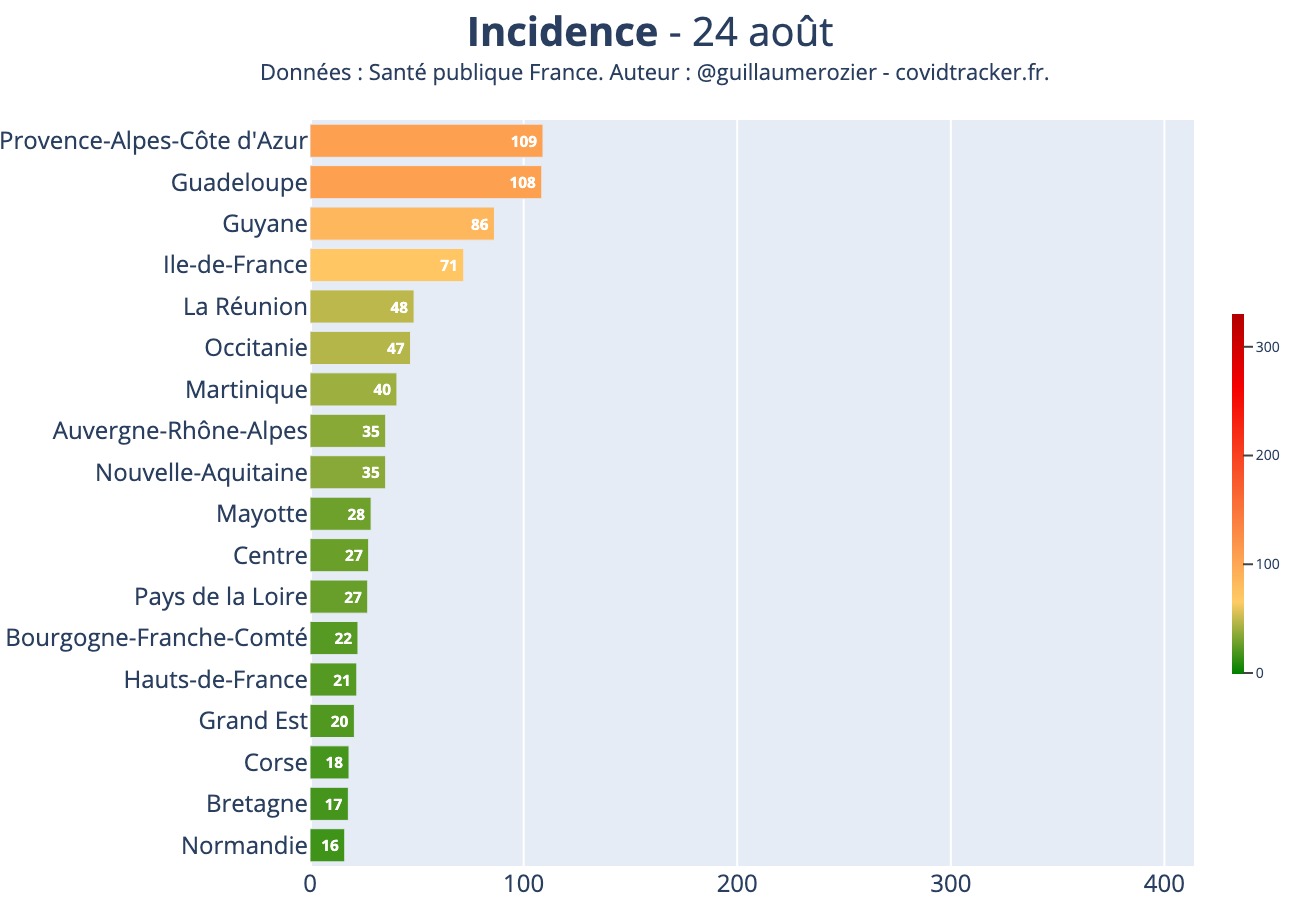 Incidence - 24 août
Données : Santé publique France. Auteur : @guillaumerozier - covidtracker.fr.
Provence-Alpes-Côte d'Azur 109
Guadeloupe 108
Guyane 86
Ile-de-France 71
La Réunion 48
Occitanie 47
Martinique 40
Auvergne-Rhône-Alpes 35
Nouvelle-Aquitaine 35
Mayotte 28
Centre 27
Pays de la Loire 27
Bourgogne-Franche-Comté 22
Hauts-de-France 21
Grand Est 20
Corse 18
Bretagne 17
Normandie 16
0 100 200 300 400
300
200
100
0